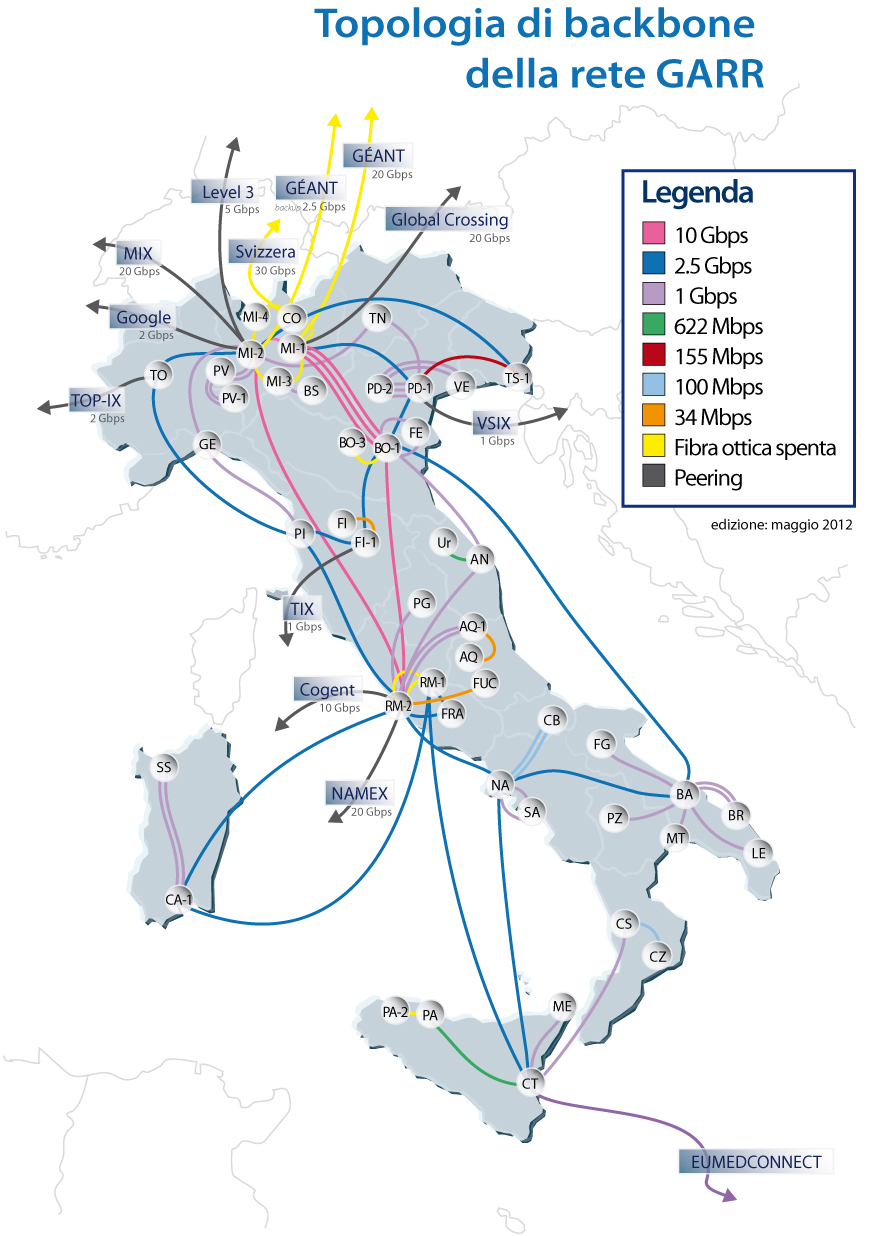 Topologia di backbone
della rete GARR
GÉANT
20 Gbps
Level 3
5 Gbps
GÉANT
backup 2.5 Gbps
Global Crossing
20 Gbps
MIX
20 Gbps
Svizzera
30 Gbps
Google
2 Gbps
TOP-IX
2 Gbps
VSIX
1 Gbps
Legenda
10 Gbps
2.5 Gbps
1 Gbps
622 Mbps
155 Mbps
100 Mbps
34 Mbps
Fibra ottica spenta
Peering
edizione: maggio 2012
MI-4
CO
TN
MI-2
MI-1
TO
PV
MI-3
BS
PV-1
PD-2
PD-1
VE
TS-1
GE
BO-3
BO-1
FE
PI
FI
FI-1
Ur
AN
TIX
1 Gbps
PG
AQ-1
AQ
Cogent
10 Gbps
RM-1
FUC
RM-2
FRA
CB
FG
SS
NAMEX
20 Gbps
NA
BA
SA
PZ
BR
MT
LE
CA-1
CS
CZ
PA-2
PA
ME
CT
EUMEDCONNECT